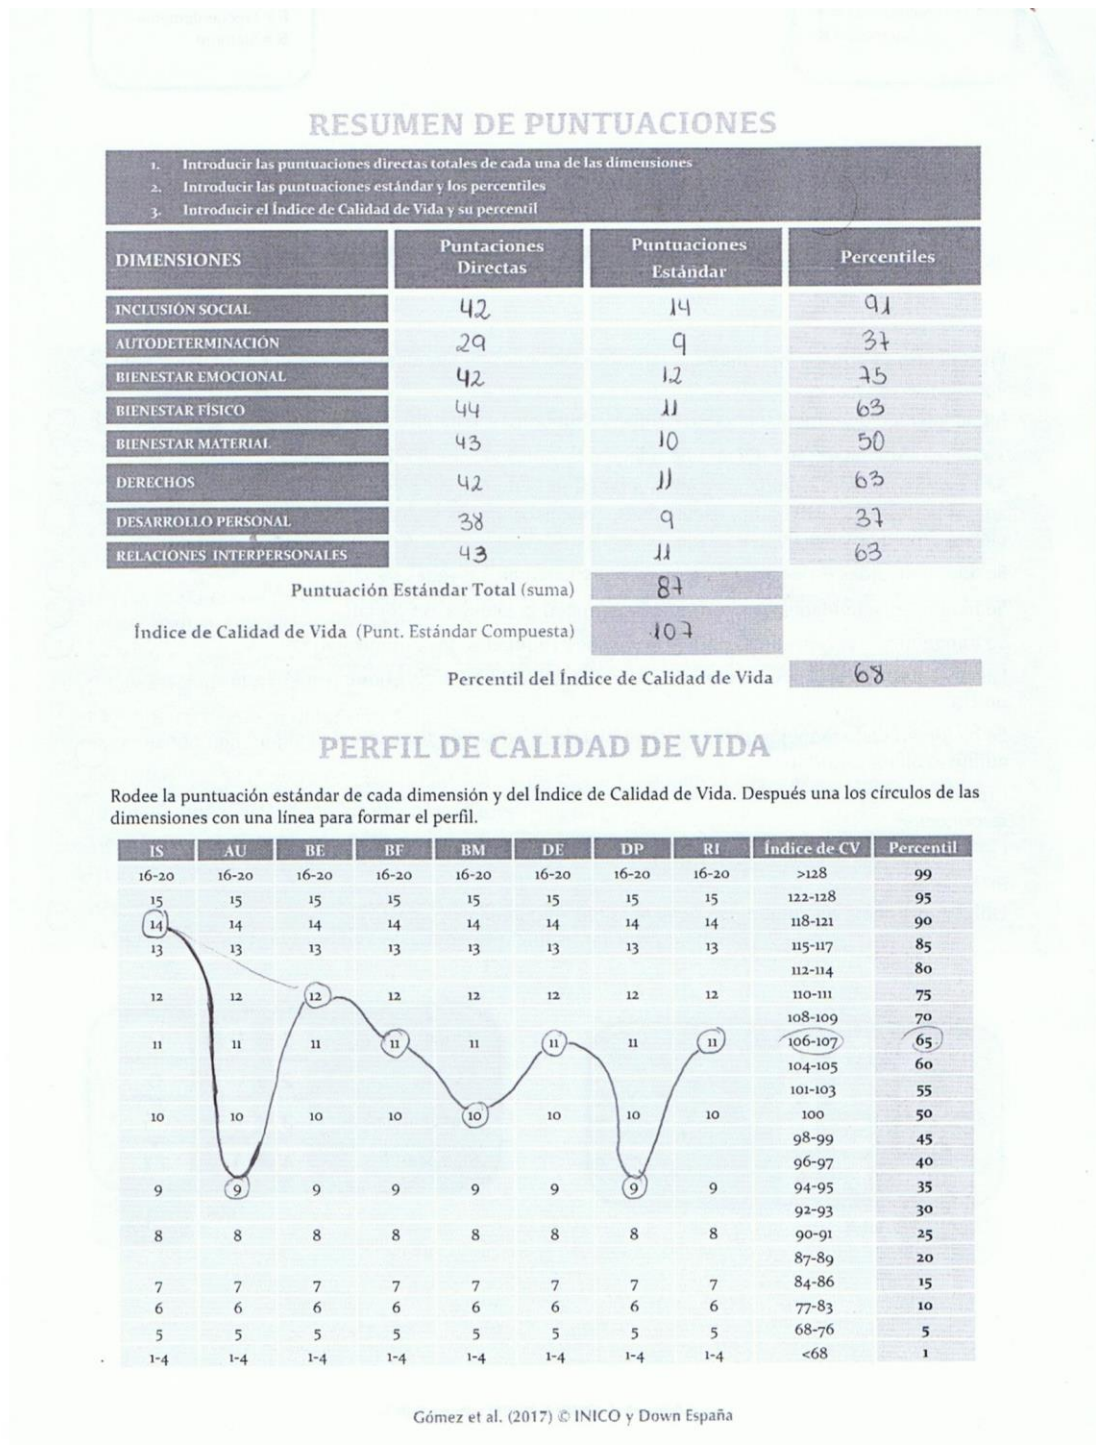 RESUMEN DE PUNTUACIONES
1. Introducir las puntuaciones directas totales de cada una de las dimensiones
2. Introducir las puntuaciones estándar y los percentiles
3. Introducir el Índice de Calidad de Vida y su percentil
DIMENSIONES Puntaciones Directas Puntuaciones Estándar Percentiles
INCLUSIÓN SOCIAL 42 14 91
AUTODETERMINACIÓN 29 9 37
BIENESTAR EMOCIONAL 42 12 75
BIENESTAR FÍSICO 44 11 63
BIENESTAR MATERIAL 43 10 50
DERECHOS 42 11 63
DESARROLLO PERSONAL 38 9 37
RELACIONES INTERPERSONALES 43 11 63
Puntuación Estándar Total (suma) 87
Índice de Calidad de Vida (Punt. Estándar Compuesta) 107
Percentil del Índice de Calidad de Vida 68
PERFIL DE CALIDAD DE VIDA
Rodee la puntuación estándar de cada dimensión y del Índice de Calidad de Vida. Después una los círculos de las
dimensiones con una línea para formar el perfil.
IS AU BE BF BM DE DP RI Índice de CV Percentil
16-20 16-20 16-20 16-20 16-20 16-20 16-20 16-20 >128 99
15 15 15 15 15 15 15 15 122-128 95
14 14 14 14 14 14 14 14 118-121 90
13 13 13 13 13 13 13 13 115-117 85
112-114 80
12 12 12 12 12 12 12 12 110-111 75
108-109 70
11 11 11 11 11 11 11 11 106-107 65
104-105 60
101-103 55
10 10 10 10 10 10 10 10 100 50
98-99 45
96-97 40
9 9 9 9 9 9 9 9 94-95 35
92-93 30
8 8 8 8 8 8 8 8 90-91 25
87-89 20
7 7 7 7 7 7 7 7 84-86 15
6 6 6 6 6 6 6 6 77-83 10
5 5 5 5 5 5 5 5 68-76 5
1-4 1-4 1-4 1-4 1-4 1-4 1-4 1-4 <68 1
Gómez et al. (2017) © INICO y Down España